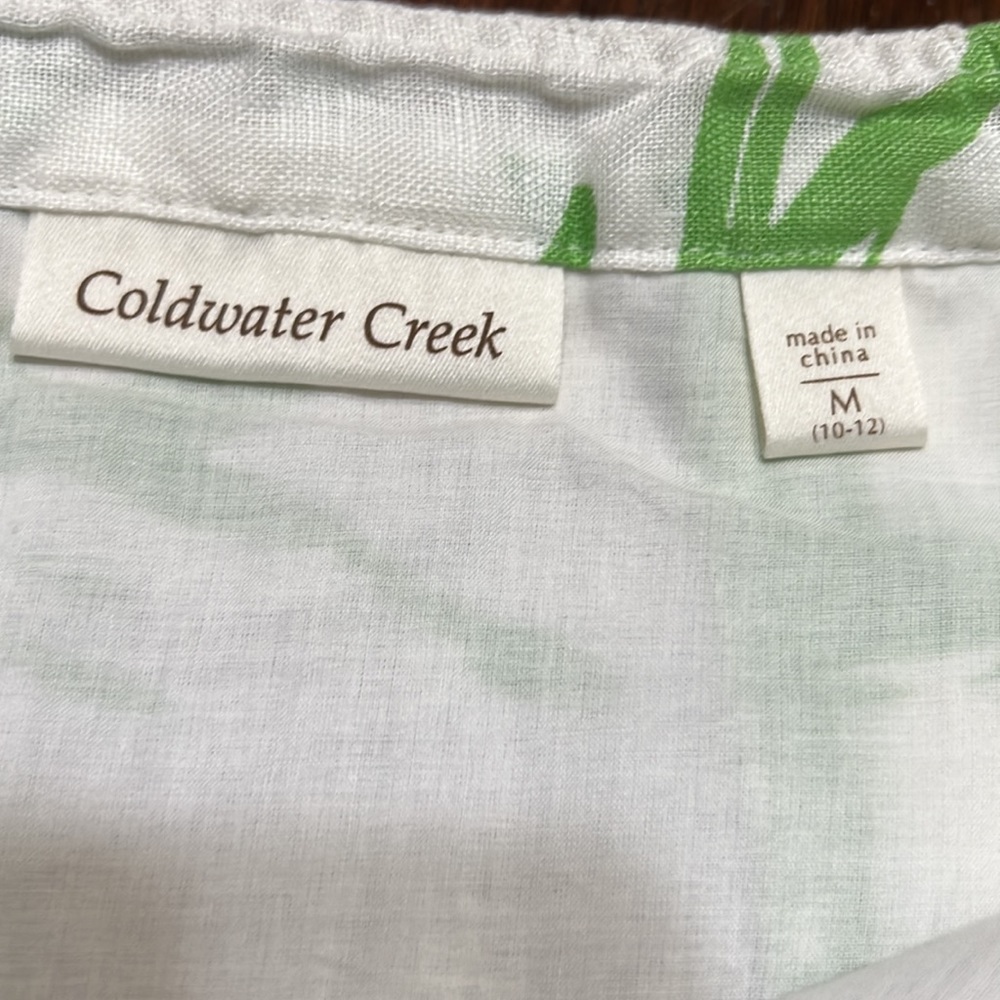 Coldwater Creek
made in
china
M
(10-12)